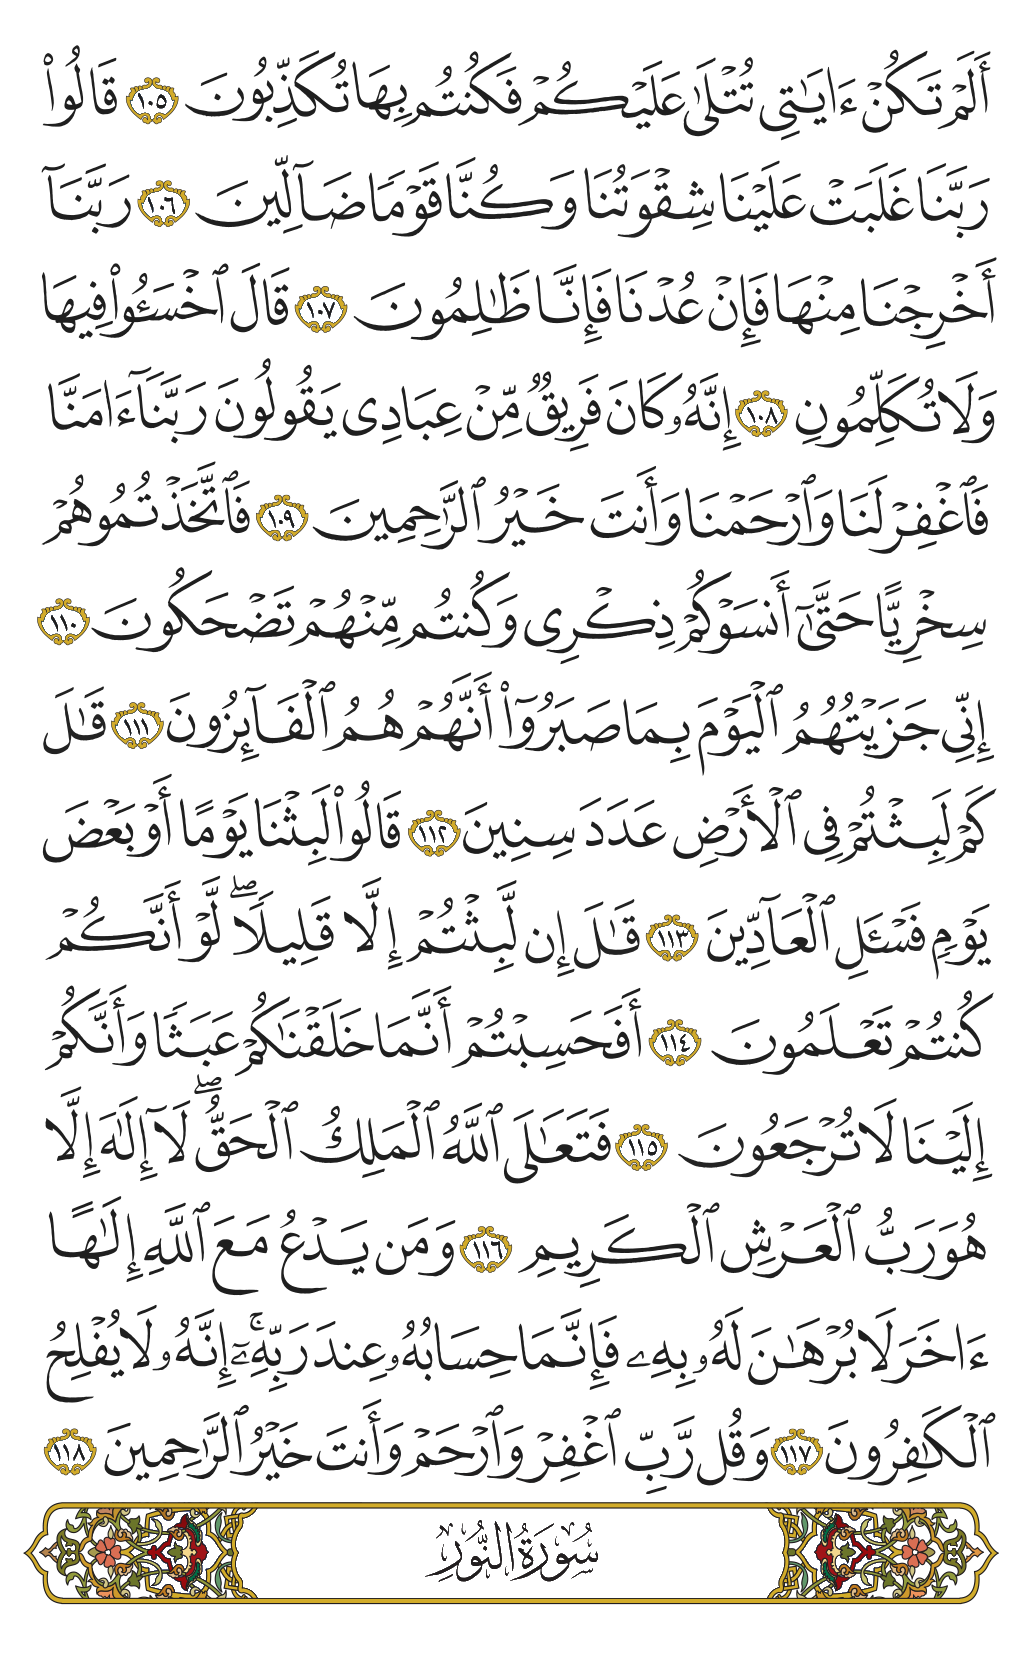 أَلَمْ تَكُنْ ءَايَـٰتِى تُتْلَىٰ عَلَيْكُمْ فَكُنتُم بِهَا تُكَذِّبُونَ ١٠٥ قَالُوا۟
رَبَّنَا غَلَبَتْ عَلَيْنَا شِقْوَتُنَا وَكُنَّا قَوْمًا ضَآلِّينَ ١٠٦ رَبَّنَآ
أَخْرِجْنَا مِنْهَا فَإِنْ عُدْنَا فَإِنَّا ظَـٰلِمُونَ ١٠٧ قَالَ ٱخْسَـُٔوا۟ فِيهَا
وَلَا تُكَلِّمُونِ ١٠٨ إِنَّهُۥ كَانَ فَرِيقٌ مِّنْ عِبَادِى يَقُولُونَ رَبَّنَآ ءَامَنَّا
فَٱغْفِرْ لَنَا وَٱرْحَمْنَا وَأَنتَ خَيْرُ ٱلرَّٰحِمِينَ ١٠٩ فَٱتَّخَذْتُمُوهُمْ
سِخْرِيًّا حَتَّىٰٓ أَنسَوْكُمْ ذِكْرِى وَكُنتُم مِّنْهُمْ تَضْحَكُونَ ١١٠
إِنِّى جَزَيْتُهُمُ ٱلْيَوْمَ بِمَا صَبَرُوٓا۟ أَنَّهُمْ هُمُ ٱلْفَآئِزُونَ ١١١ قَـٰلَ
كَمْ لَبِثْتُمْ فِى ٱلْأَرْضِ عَدَدَ سِنِينَ ١١٢ قَالُوا۟ لَبِثْنَا يَوْمًا أَوْ بَعْضَ
يَوْمٍ فَسْـَٔلِ ٱلْعَآدِّينَ ١١٣ قَـٰلَ إِن لَّبِثْتُمْ إِلَّا قَلِيلًا ۖ لَّوْ أَنَّكُمْ
كُنتُمْ تَعْلَمُونَ ١١٤ أَفَحَسِبْتُمْ أَنَّمَا خَلَقْنَـٰكُمْ عَبَثًا وَأَنَّكُمْ
إِلَيْنَا لَا تُرْجَعُونَ ١١٥ فَتَعَـٰلَى ٱللَّهُ ٱلْمَلِكُ ٱلْحَقُّ ۖ لَآ إِلَـٰهَ إِلَّا
هُوَ رَبُّ ٱلْعَرْشِ ٱلْكَرِيمِ ١١٦ وَمَن يَدْعُ مَعَ ٱللَّهِ إِلَـٰهًا
ءَاخَرَ لَا بُرْهَـٰنَ لَهُۥ بِهِۦ فَإِنَّمَا حِسَابُهُۥ عِندَ رَبِّهِۦٓ ۚ إِنَّهُۥ لَا يُفْلِحُ
ٱلْكَـٰفِرُونَ ١١٧ وَقُل رَّبِّ ٱغْفِرْ وَٱرْحَمْ وَأَنتَ خَيْرُ ٱلرَّٰحِمِينَ ١١٨
سُورَةُ النُّورِ